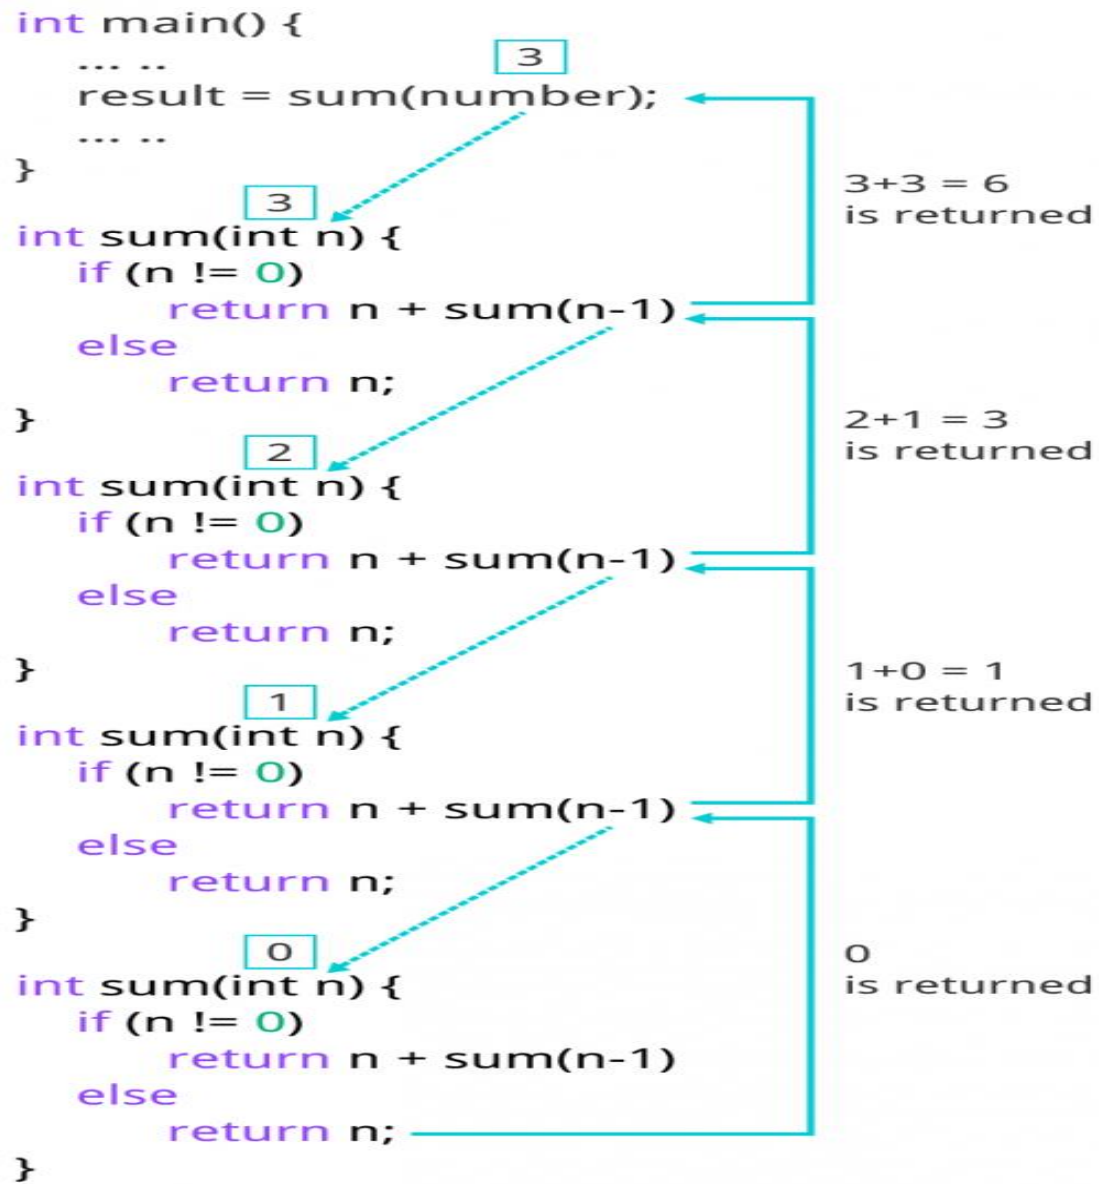 int main() {
... ..
3
result = sum(number);
... ..
}
3+3 = 6
is returned
3
int sum(int n) {
if (n != 0)
return n + sum(n-1)
else
return n;
}
2+1 = 3
is returned
2
int sum(int n) {
if (n != 0)
return n + sum(n-1)
else
return n;
}
1+0 = 1
is returned
1
int sum(int n) {
if (n != 0)
return n + sum(n-1)
else
return n;
}
0
is returned
0
int sum(int n) {
if (n != 0)
return n + sum(n-1)
else
return n;
}